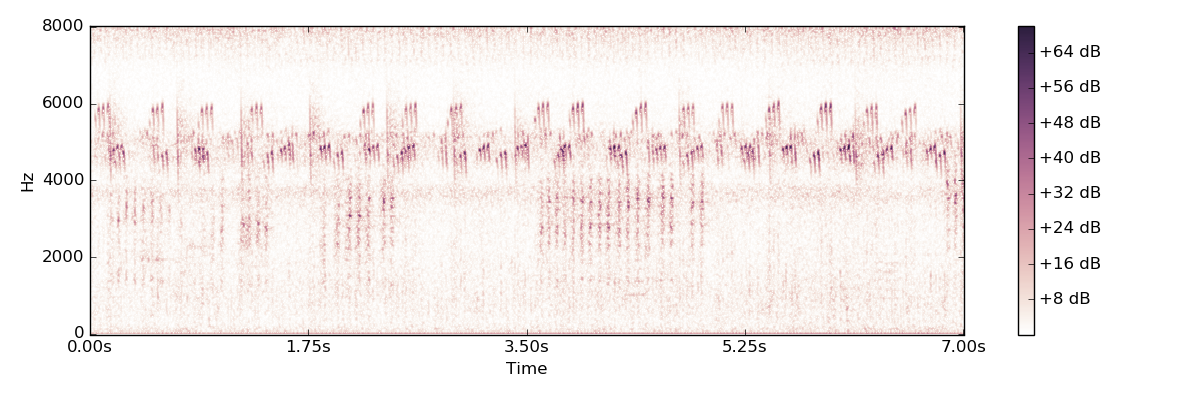 8000
6000
4000
2000
0
Hz
0.00s 1.75s 3.50s 5.25s 7.00s
Time
+64 dB
+56 dB
+48 dB
+40 dB
+32 dB
+24 dB
+16 dB
+8 dB